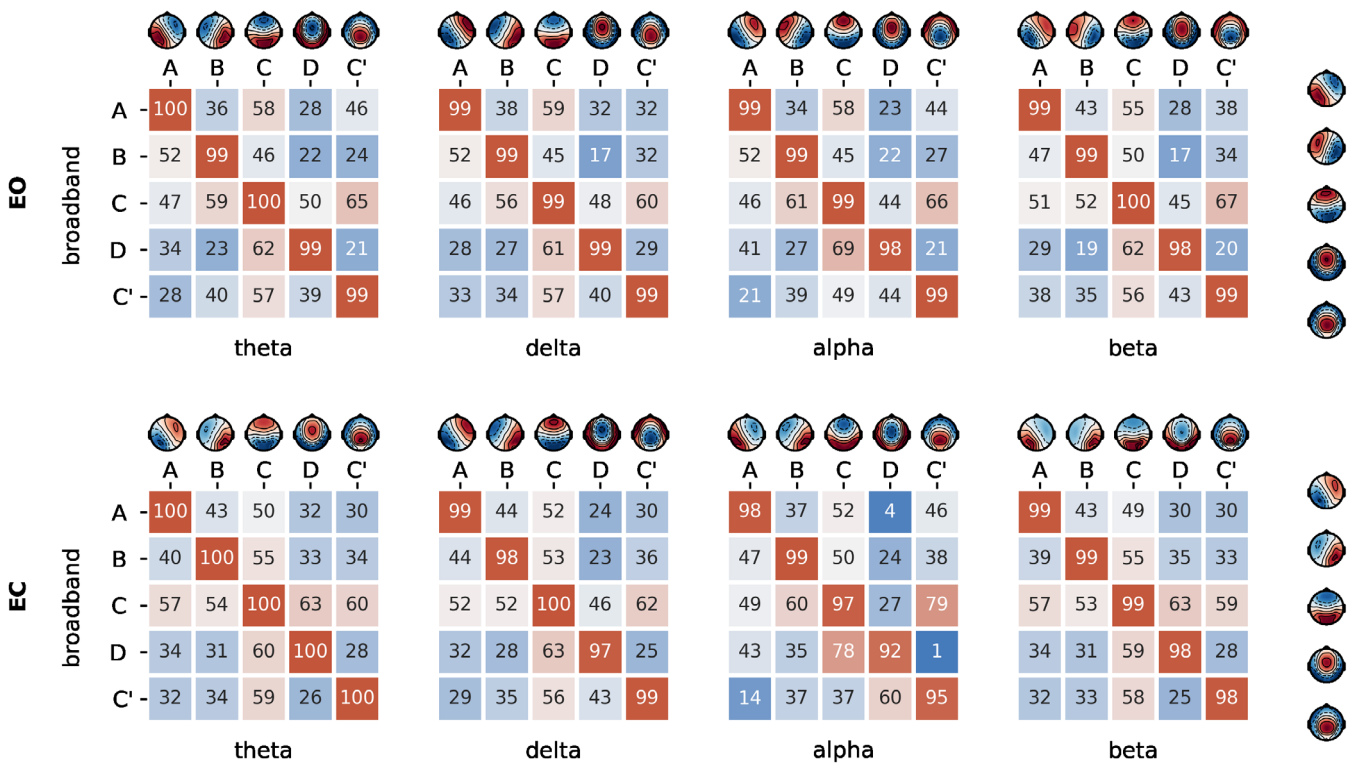 A B C D C' A B C D C' A B C D C' A B C D C'
A 100 36 58 28 46 99 38 59 32 32 99 34 58 23 44 99 43 55 28 38
B 52 99 46 22 24 52 99 45 17 32 52 99 45 22 27 47 99 50 17 34
C 47 59 100 50 65 46 56 99 48 60 46 61 99 44 66 51 52 100 45 67
D 34 23 62 99 21 28 27 61 99 29 41 27 69 98 21 29 19 62 98 20
C' 28 40 57 39 99 33 34 57 40 99 21 39 49 44 99 38 35 56 43 99
EO
broadband
theta delta alpha beta
A B C D C' A B C D C' A B C D C' A B C D C'
A 100 43 50 32 30 99 44 52 24 30 98 37 52 4 46 99 43 49 30 30
B 40 100 55 33 34 44 98 53 23 36 47 99 50 24 38 39 99 55 35 33
C 57 54 100 63 60 52 52 100 46 62 49 60 97 27 79 57 53 99 63 59
D 34 31 60 100 28 32 28 63 97 25 43 35 78 92 1 34 31 59 98 28
C' 32 34 59 26 100 29 35 56 43 99 14 37 37 60 95 32 33 58 25 98
EC
broadband
theta delta alpha beta